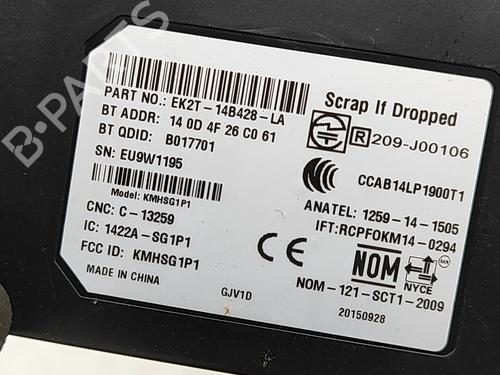 PART NO.: EK2T-14B428-LA
BT ADDR: 14 0D 4F 26 C0 61
BT QDID: B017701
SN: EU9W1195
Model: KMHSG1P1
CNC: C-13259
IC: 1422A-SG1P1
FCC ID: KMHSG1P1
MADE IN CHINA
GJV1D
Scrap If Dropped
R 209-J00106
CCAB14LP1900T1
ANATEL: 1259-14-1505
IFT:RCPFOKM14-0294
CE
NOM
NYCE
NOM-121-SCT1-2009
20150928
B-PARTS